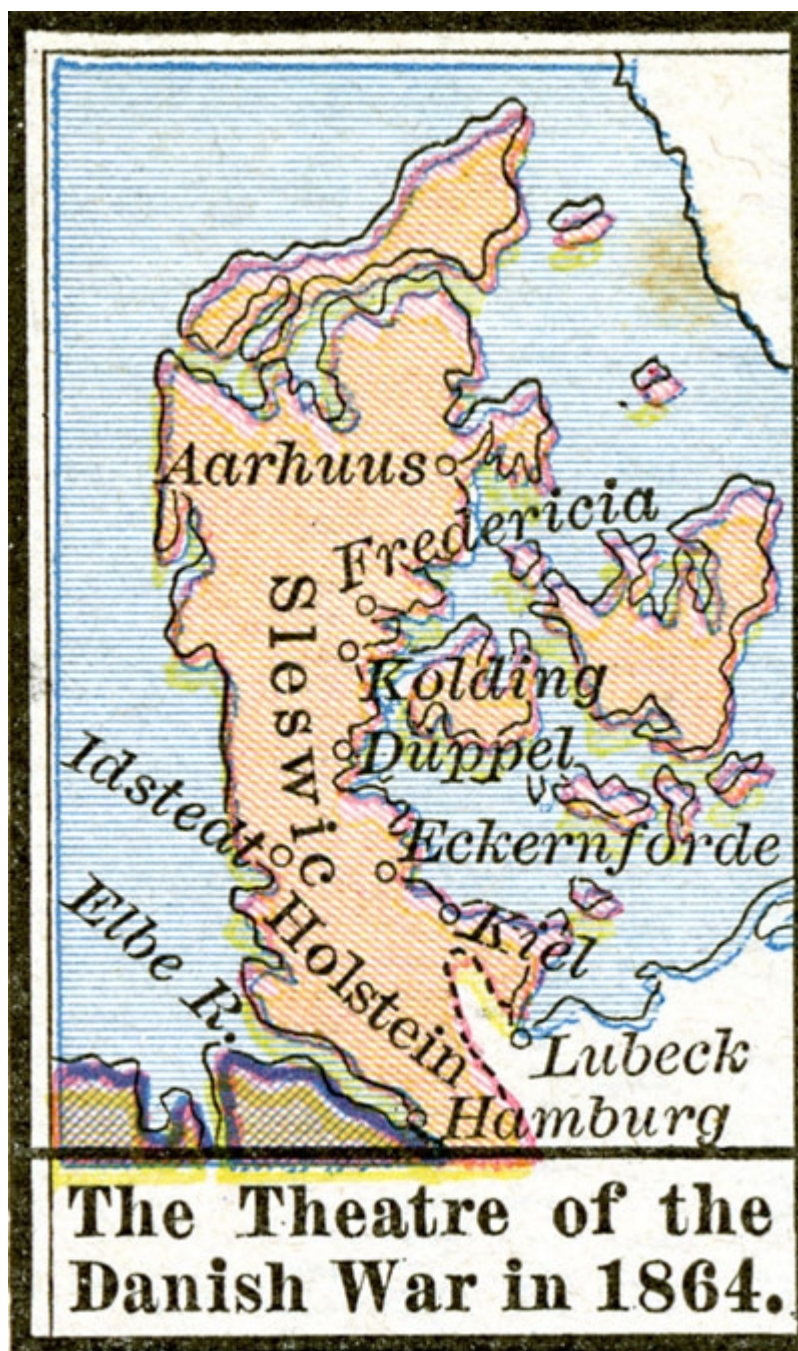 Aarhuus
Fredericia
Sleswic
Kolding
Duppel
Idstedt
Eckernforde
Elbe R.
Holstein
Kiel
Lubeck
Hamburg
The Theatre of the
Danish War in 1864.